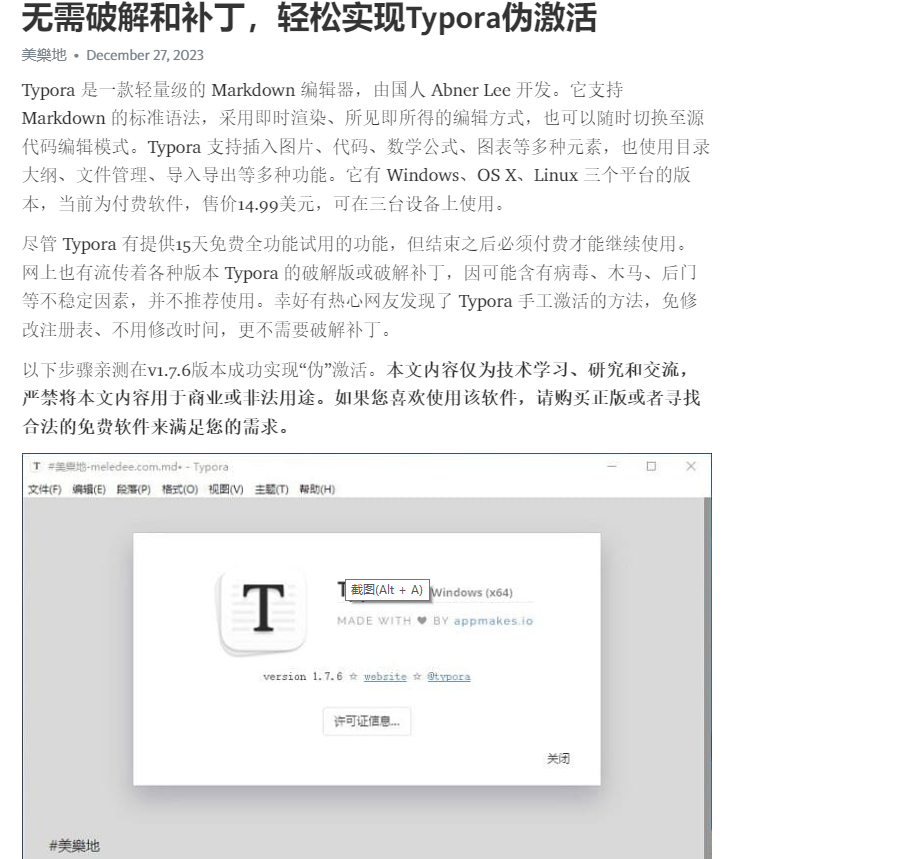 无需破解和补丁，轻松实现Typora伪激活
美樂地 • December 27, 2023
Typora 是一款轻量级的 Markdown 编辑器，由国人 Abner Lee 开发。它支持
Markdown 的标准语法，采用即时渲染、所见即所得的编辑方式，也可以随时切换至源
代码编辑模式。Typora 支持插入图片、代码、数学公式、图表等多种元素，也使用目录
大纲、文件管理、导入导出等多种功能。它有 Windows、OS X、Linux 三个平台的版
本，当前为付费软件，售价14.99美元，可在三台设备上使用。
尽管 Typora 有提供15天免费全功能试用的功能，但结束之后必须付费才能继续使用。
网上也有流传着各种版本 Typora 的破解版或破解补丁，因可能含有病毒、木马、后门
等不稳定因素，并不推荐使用。幸好有热心网友发现了 Typora 手工激活的方法，免修
改注册表、不用修改时间，更不需要破解补丁。
以下步骤亲测在v1.7.6版本成功实现“伪”激活。本文内容仅为技术学习、研究和交流，
严禁将本文内容用于商业或非法用途。如果您喜欢使用该软件，请购买正版或者寻找
合法的免费软件来满足您的需求。
T #美樂地-meledee.com.md• - Typora
文件(F) 编辑(E) 段落(P) 格式(O) 视图(V) 主题(T) 帮助(H)
T
截图(Alt + A) Windows (x64)
MADE WITH ♥ BY appmakes.io
version 1.7.6 ☆ website ☆ @typora
许可证信息...
关闭
#美樂地